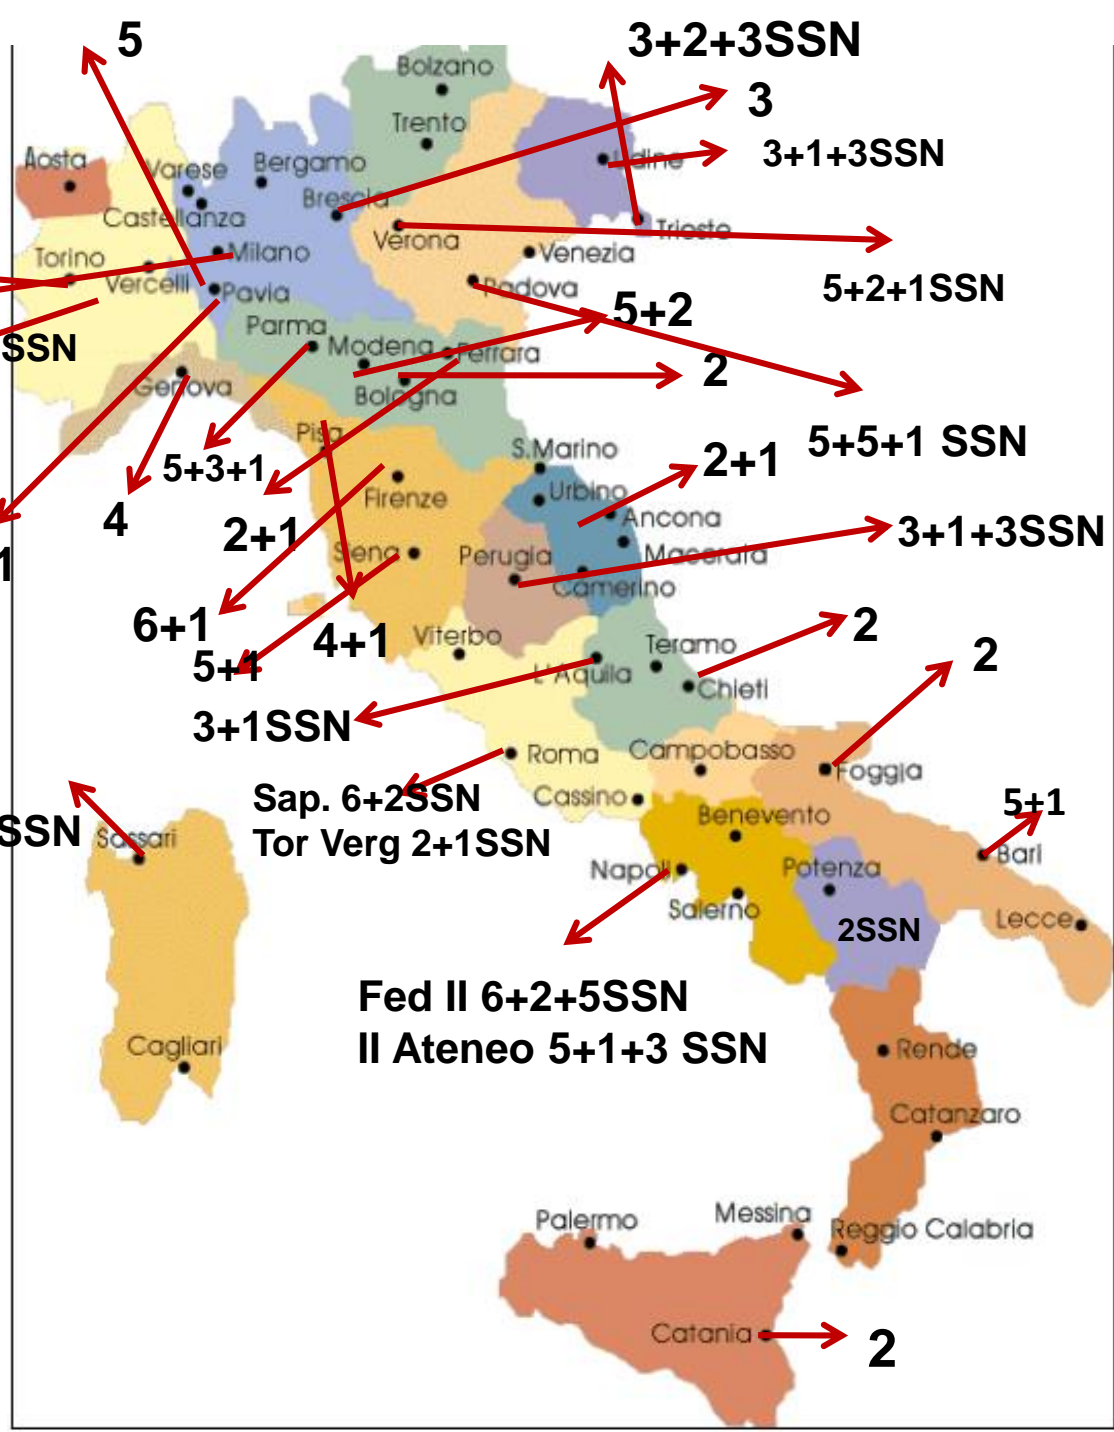 5
3+2+3SSN
Bolzano
3
Trento
Aosta
Varese
Bergamo
Udine
3+1+3SSN
Brescia
Castellanza
Trieste
Verona
Torino
Milano
Venezia
Vercelli
Pavia
Padova
5+2+1SSN
5+2
Parma
SSN
Modena
Ferrara
2
Genova
Bologna
Pisa
5+3+1
S.Marino
2+1
5+5+1 SSN
Firenze
Urbino
4
2+1
Ancona
3+1+3SSN
1
Siena
Perugia
Macerata
Camerino
6+1
4+1
Viterbo
2
5+1
Teramo
2
L'Aquila
Chieti
3+1SSN
Roma
Campobasso
Foggia
Sap. 6+2SSN
Cassino
5+1
SSN
Sassari
Tor Verg 2+1SSN
Benevento
Bari
Napoli
Potenza
Salerno
Lecce
2SSN
Fed II 6+2+5SSN
II Ateneo 5+1+3 SSN
Cagliari
Rende
Catanzaro
Palermo
Messina
Reggio Calabria
Catania
2